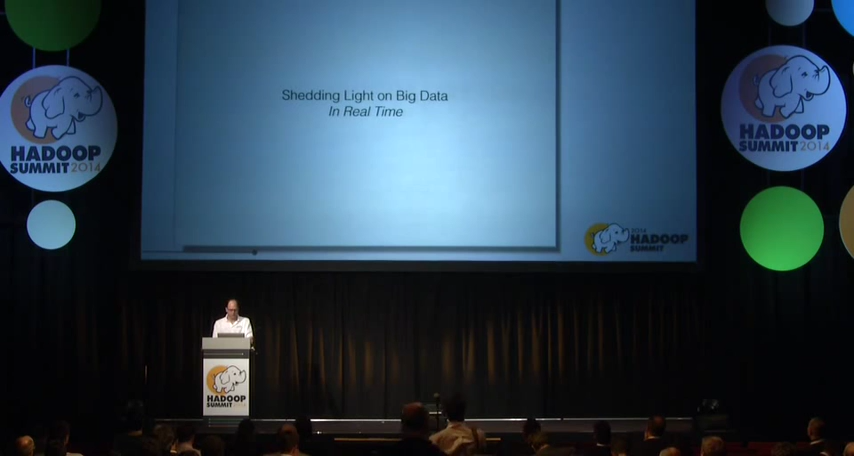 Shedding Light on Big Data
In Real Time
HADOOP
SUMMIT 2014
HADOOP
SUMMIT 2014
2014
HADOOP
SUMMIT
HADOOP
SUMMIT 2014